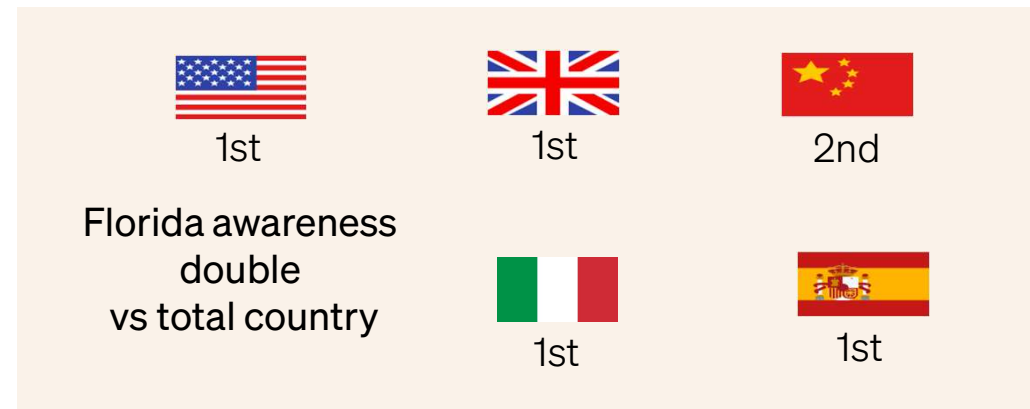 1st
1st
2nd
Florida awareness
double
vs total country
1st
1st